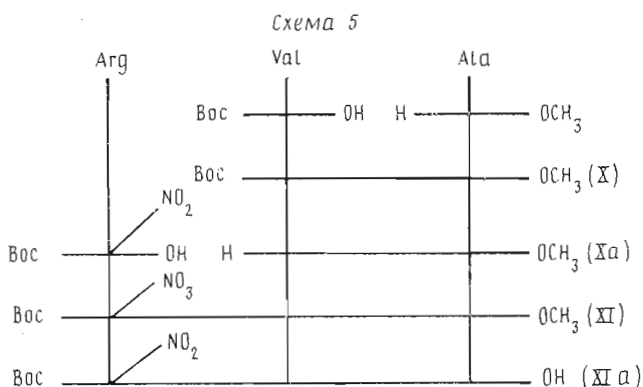 Схема 5
Arg Val Ala
Boc OH H OCH₃
Boc OCH₃ (X)
NO₂
Boc OH H OCH₃ (Xa)
NO₃
Boc OCH₃ (XI)
NO₂
Boc OH (XIa)